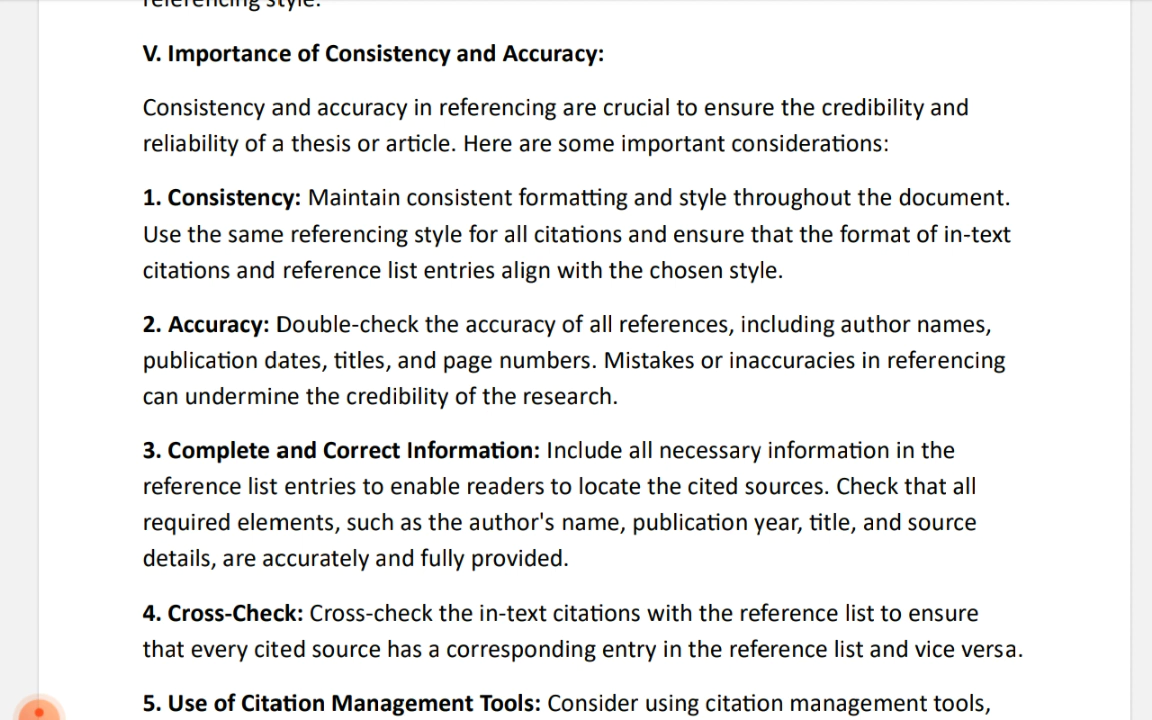 referencing style.
V. Importance of Consistency and Accuracy:
Consistency and accuracy in referencing are crucial to ensure the credibility and
reliability of a thesis or article. Here are some important considerations:
1. Consistency: Maintain consistent formatting and style throughout the document.
Use the same referencing style for all citations and ensure that the format of in-text
citations and reference list entries align with the chosen style.
2. Accuracy: Double-check the accuracy of all references, including author names,
publication dates, titles, and page numbers. Mistakes or inaccuracies in referencing
can undermine the credibility of the research.
3. Complete and Correct Information: Include all necessary information in the
reference list entries to enable readers to locate the cited sources. Check that all
required elements, such as the author's name, publication year, title, and source
details, are accurately and fully provided.
4. Cross-Check: Cross-check the in-text citations with the reference list to ensure
that every cited source has a corresponding entry in the reference list and vice versa.
5. Use of Citation Management Tools: Consider using citation management tools,